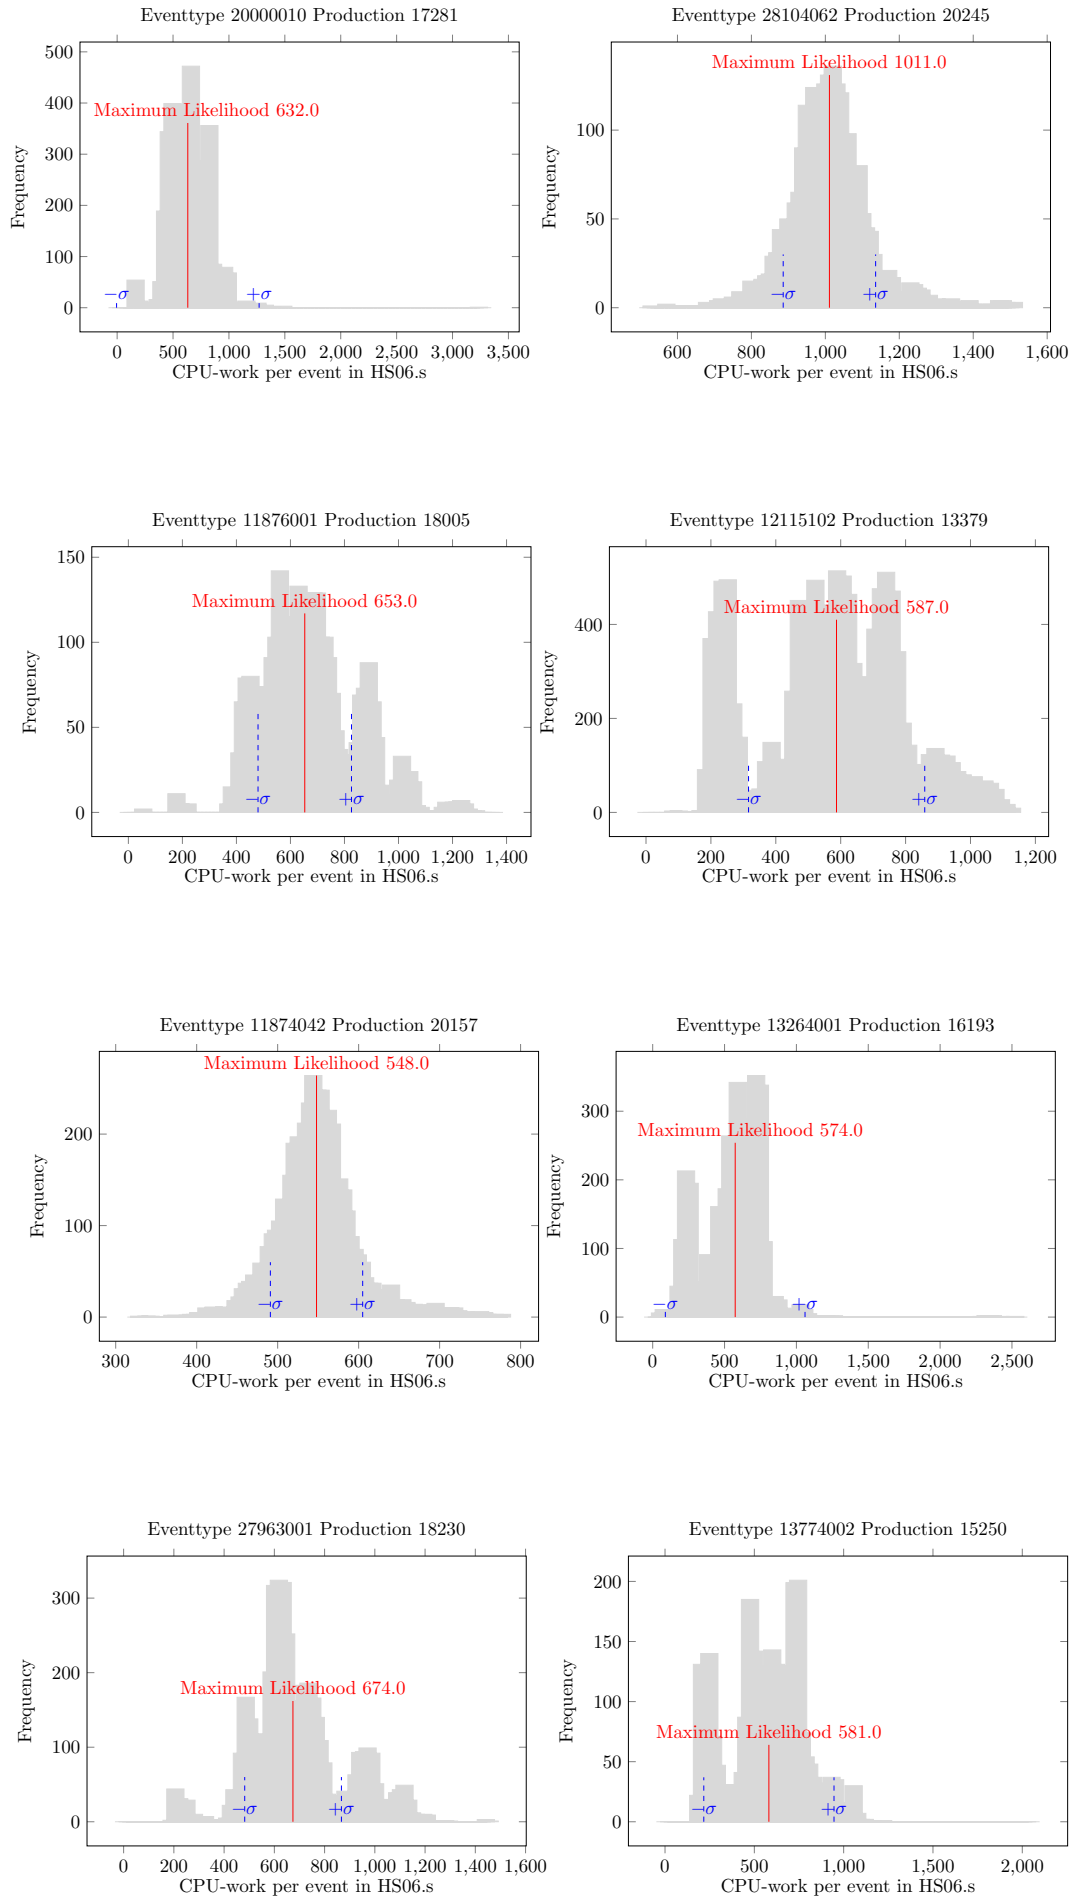 Eventtype 20000010 Production 17281
500
400
300
200
100
0
Frequency
Maximum Likelihood 632.0
−σ
+σ
0 500 1,000 1,500 2,000 2,500 3,000 3,500
CPU-work per event in HS06.s
Eventtype 28104062 Production 20245
100
50
0
Frequency
Maximum Likelihood 1011.0
−σ
+σ
600 800 1,000 1,200 1,400 1,600
CPU-work per event in HS06.s
Eventtype 11876001 Production 18005
150
100
50
0
Frequency
Maximum Likelihood 653.0
−σ
+σ
0 200 400 600 800 1,000 1,200 1,400
CPU-work per event in HS06.s
Eventtype 12115102 Production 13379
400
200
0
Frequency
Maximum Likelihood 587.0
−σ
+σ
0 200 400 600 800 1,000 1,200
CPU-work per event in HS06.s
Eventtype 11874042 Production 20157
200
100
0
Frequency
Maximum Likelihood 548.0
−σ
+σ
300 400 500 600 700 800
CPU-work per event in HS06.s
Eventtype 13264001 Production 16193
300
200
100
0
Frequency
Maximum Likelihood 574.0
−σ
+σ
0 500 1,000 1,500 2,000 2,500
CPU-work per event in HS06.s
Eventtype 27963001 Production 18230
300
200
100
0
Frequency
Maximum Likelihood 674.0
−σ
+σ
0 200 400 600 800 1,000 1,200 1,400 1,600
CPU-work per event in HS06.s
Eventtype 13774002 Production 15250
200
150
100
50
0
Frequency
Maximum Likelihood 581.0
−σ
+σ
0 500 1,000 1,500 2,000
CPU-work per event in HS06.s